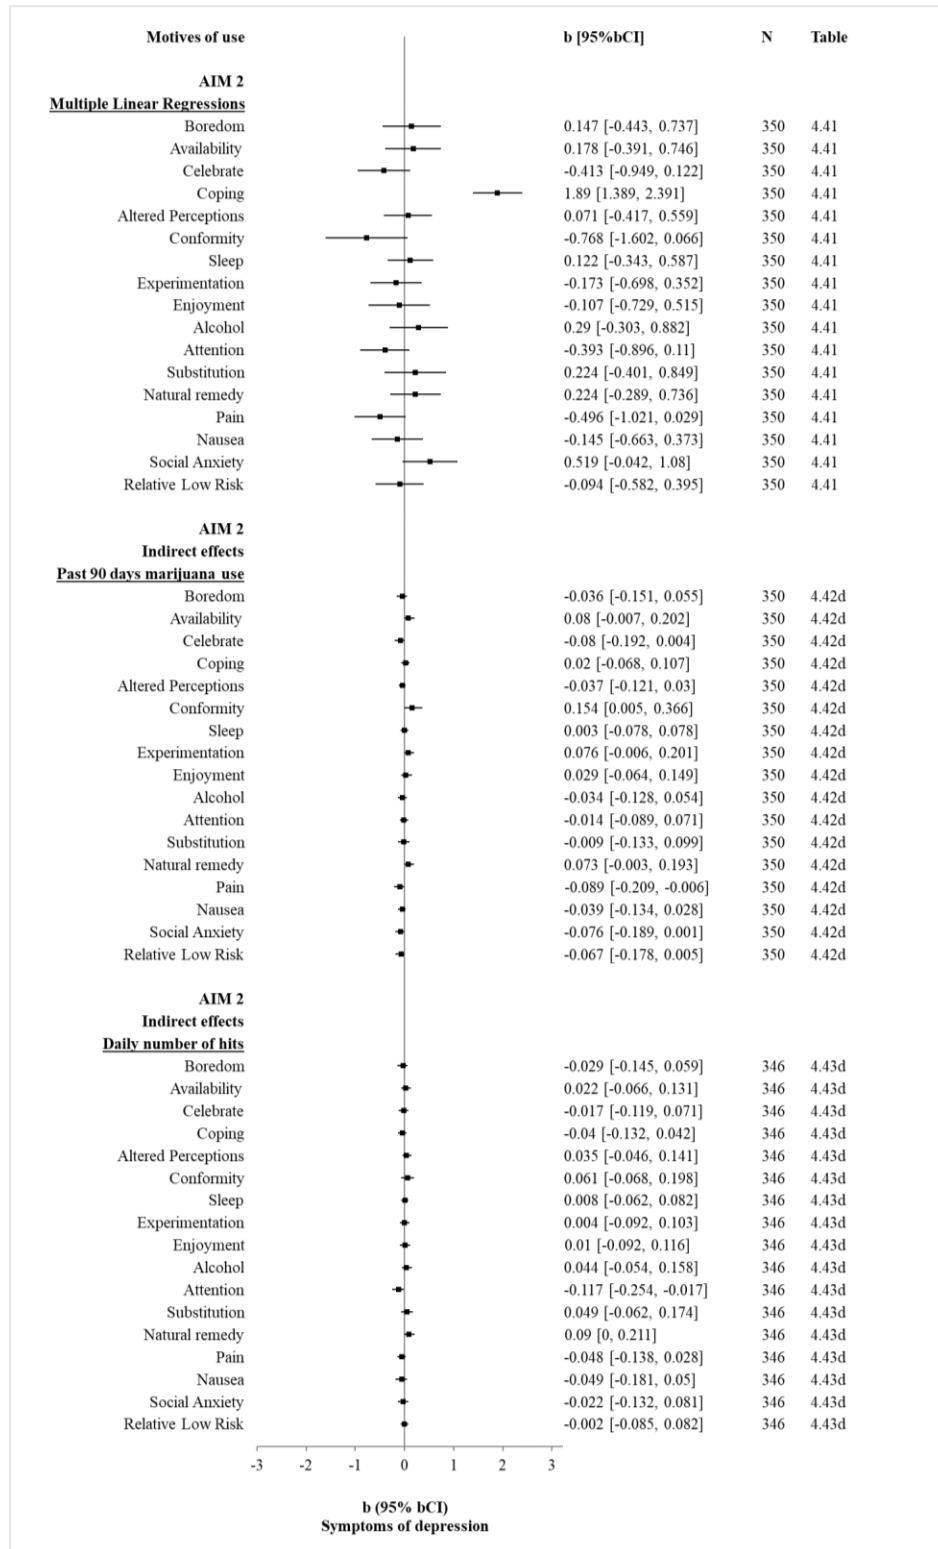 Motives of use b [95%bCI] N Table
AIM 2
Multiple Linear Regressions
Boredom 0.147 [-0.443, 0.737] 350 4.41
Availability 0.178 [-0.391, 0.746] 350 4.41
Celebrate -0.413 [-0.949, 0.122] 350 4.41
Coping 1.89 [1.389, 2.391] 350 4.41
Altered Perceptions 0.071 [-0.417, 0.559] 350 4.41
Conformity -0.768 [-1.602, 0.066] 350 4.41
Sleep 0.122 [-0.343, 0.587] 350 4.41
Experimentation -0.173 [-0.698, 0.352] 350 4.41
Enjoyment -0.107 [-0.729, 0.515] 350 4.41
Alcohol 0.29 [-0.303, 0.882] 350 4.41
Attention -0.393 [-0.896, 0.11] 350 4.41
Substitution 0.224 [-0.401, 0.849] 350 4.41
Natural remedy 0.224 [-0.289, 0.736] 350 4.41
Pain -0.496 [-1.021, 0.029] 350 4.41
Nausea -0.145 [-0.663, 0.373] 350 4.41
Social Anxiety 0.519 [-0.042, 1.08] 350 4.41
Relative Low Risk -0.094 [-0.582, 0.395] 350 4.41
AIM 2
Indirect effects
Past 90 days marijuana use
Boredom -0.036 [-0.151, 0.055] 350 4.42d
Availability 0.08 [-0.007, 0.202] 350 4.42d
Celebrate -0.08 [-0.192, 0.004] 350 4.42d
Coping 0.02 [-0.068, 0.107] 350 4.42d
Altered Perceptions -0.037 [-0.121, 0.03] 350 4.42d
Conformity 0.154 [0.005, 0.366] 350 4.42d
Sleep 0.003 [-0.078, 0.078] 350 4.42d
Experimentation 0.076 [-0.006, 0.201] 350 4.42d
Enjoyment 0.029 [-0.064, 0.149] 350 4.42d
Alcohol -0.034 [-0.128, 0.054] 350 4.42d
Attention -0.014 [-0.089, 0.071] 350 4.42d
Substitution -0.009 [-0.133, 0.099] 350 4.42d
Natural remedy 0.073 [-0.003, 0.193] 350 4.42d
Pain -0.089 [-0.209, -0.006] 350 4.42d
Nausea -0.039 [-0.134, 0.028] 350 4.42d
Social Anxiety -0.076 [-0.189, 0.001] 350 4.42d
Relative Low Risk -0.067 [-0.178, 0.005] 350 4.42d
AIM 2
Indirect effects
Daily number of hits
Boredom -0.029 [-0.145, 0.059] 346 4.43d
Availability 0.022 [-0.066, 0.131] 346 4.43d
Celebrate -0.017 [-0.119, 0.071] 346 4.43d
Coping -0.04 [-0.132, 0.042] 346 4.43d
Altered Perceptions 0.035 [-0.046, 0.141] 346 4.43d
Conformity 0.061 [-0.068, 0.198] 346 4.43d
Sleep 0.008 [-0.062, 0.082] 346 4.43d
Experimentation 0.004 [-0.092, 0.103] 346 4.43d
Enjoyment 0.01 [-0.092, 0.116] 346 4.43d
Alcohol 0.044 [-0.054, 0.158] 346 4.43d
Attention -0.117 [-0.254, -0.017] 346 4.43d
Substitution 0.049 [-0.062, 0.174] 346 4.43d
Natural remedy 0.09 [0, 0.211] 346 4.43d
Pain -0.048 [-0.138, 0.028] 346 4.43d
Nausea -0.049 [-0.181, 0.05] 346 4.43d
Social Anxiety -0.022 [-0.132, 0.081] 346 4.43d
Relative Low Risk -0.002 [-0.085, 0.082] 346 4.43d
-3 -2 -1 0 1 2 3
b (95% bCI)
Symptoms of depression